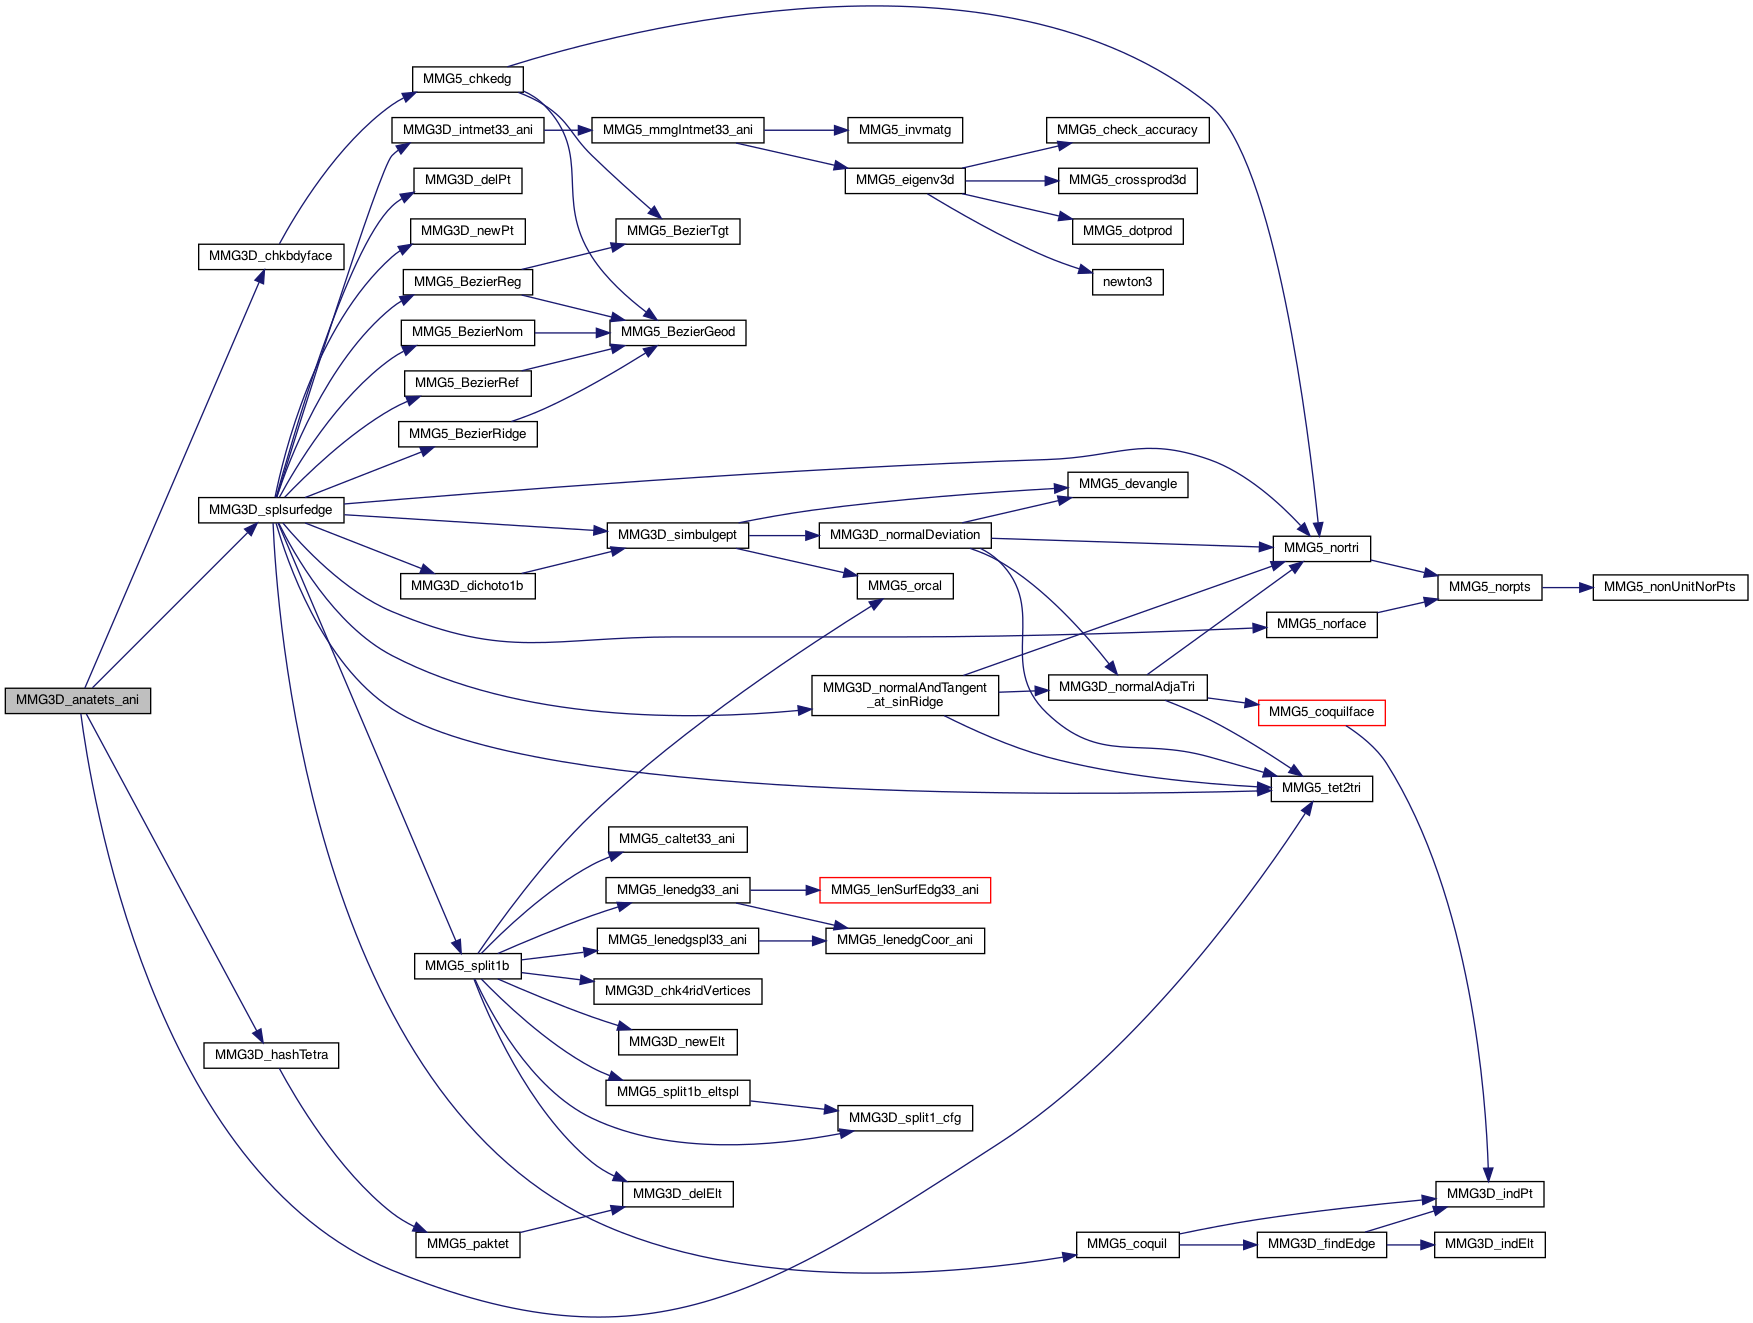 MMG5_chkedg
MMG3D_intmet33_ani
MMG5_mmgIntmet33_ani
MMG5_invmatg
MMG5_check_accuracy
MMG3D_delPt
MMG5_eigenv3d
MMG5_crossprod3d
MMG3D_newPt
MMG5_BezierTgt
MMG5_dotprod
MMG3D_chkbdyface
MMG5_BezierReg
newton3
MMG5_BezierNom
MMG5_BezierGeod
MMG5_BezierRef
MMG5_BezierRidge
MMG5_devangle
MMG3D_splsurfedge
MMG3D_simbulgept
MMG3D_normalDeviation
MMG5_nortri
MMG3D_dichoto1b
MMG5_orcal
MMG5_norpts
MMG5_nonUnitNorPts
MMG5_norface
MMG3D_anatets_ani
MMG3D_normalAndTangent
_at_sinRidge
MMG3D_normalAdjaTri
MMG5_coquilface
MMG5_tet2tri
MMG5_caltet33_ani
MMG5_lenedg33_ani
MMG5_lenSurfEdg33_ani
MMG5_lenedgspl33_ani
MMG5_lenedgCoor_ani
MMG5_split1b
MMG3D_chk4ridVertices
MMG3D_newElt
MMG3D_hashTetra
MMG5_split1b_eltspl
MMG3D_split1_cfg
MMG3D_delElt
MMG3D_indPt
MMG5_paktet
MMG5_coquil
MMG3D_findEdge
MMG3D_indElt